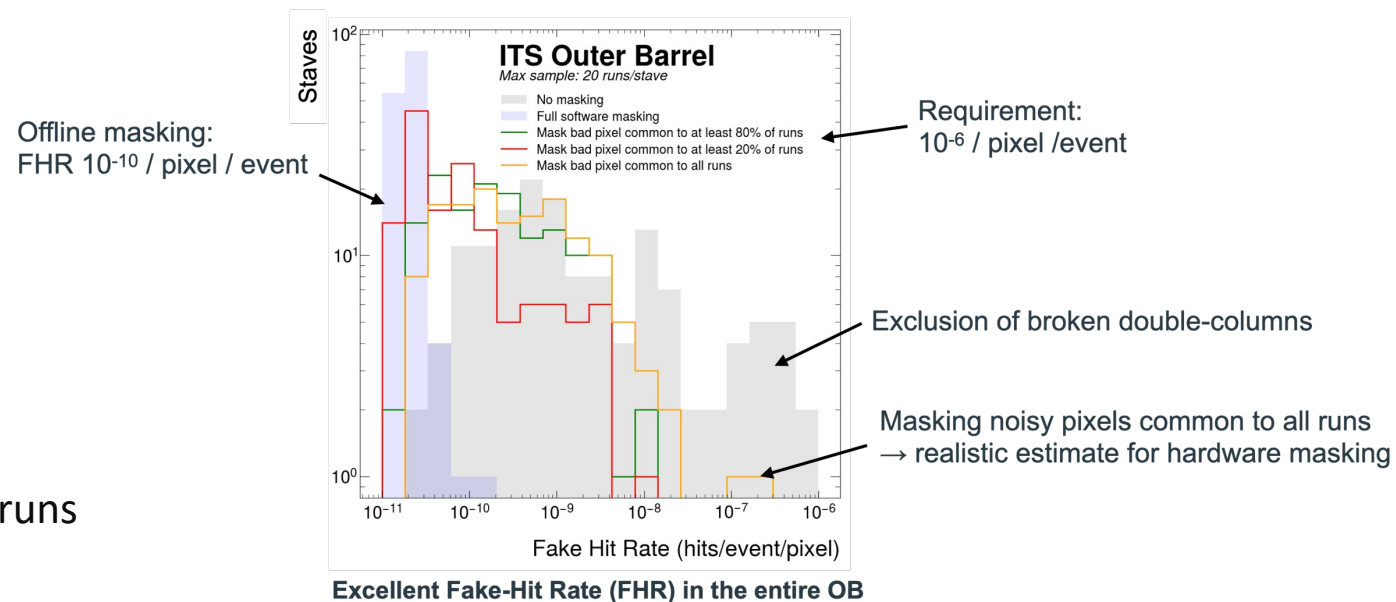 Staves
10²
10¹
10⁰
ITS Outer Barrel
Max sample: 20 runs/stave
No masking
Full software masking
Mask bad pixel common to at least 80% of runs
Mask bad pixel common to at least 20% of runs
Mask bad pixel common to all runs
Offline masking:
FHR 10⁻¹⁰ / pixel / event
Requirement:
10⁻⁶ / pixel /event
Exclusion of broken double-columns
Masking noisy pixels common to all runs
→ realistic estimate for hardware masking
runs
10⁻¹¹ 10⁻¹⁰ 10⁻⁹ 10⁻⁸ 10⁻⁷ 10⁻⁶
Fake Hit Rate (hits/event/pixel)
Excellent Fake-Hit Rate (FHR) in the entire OB